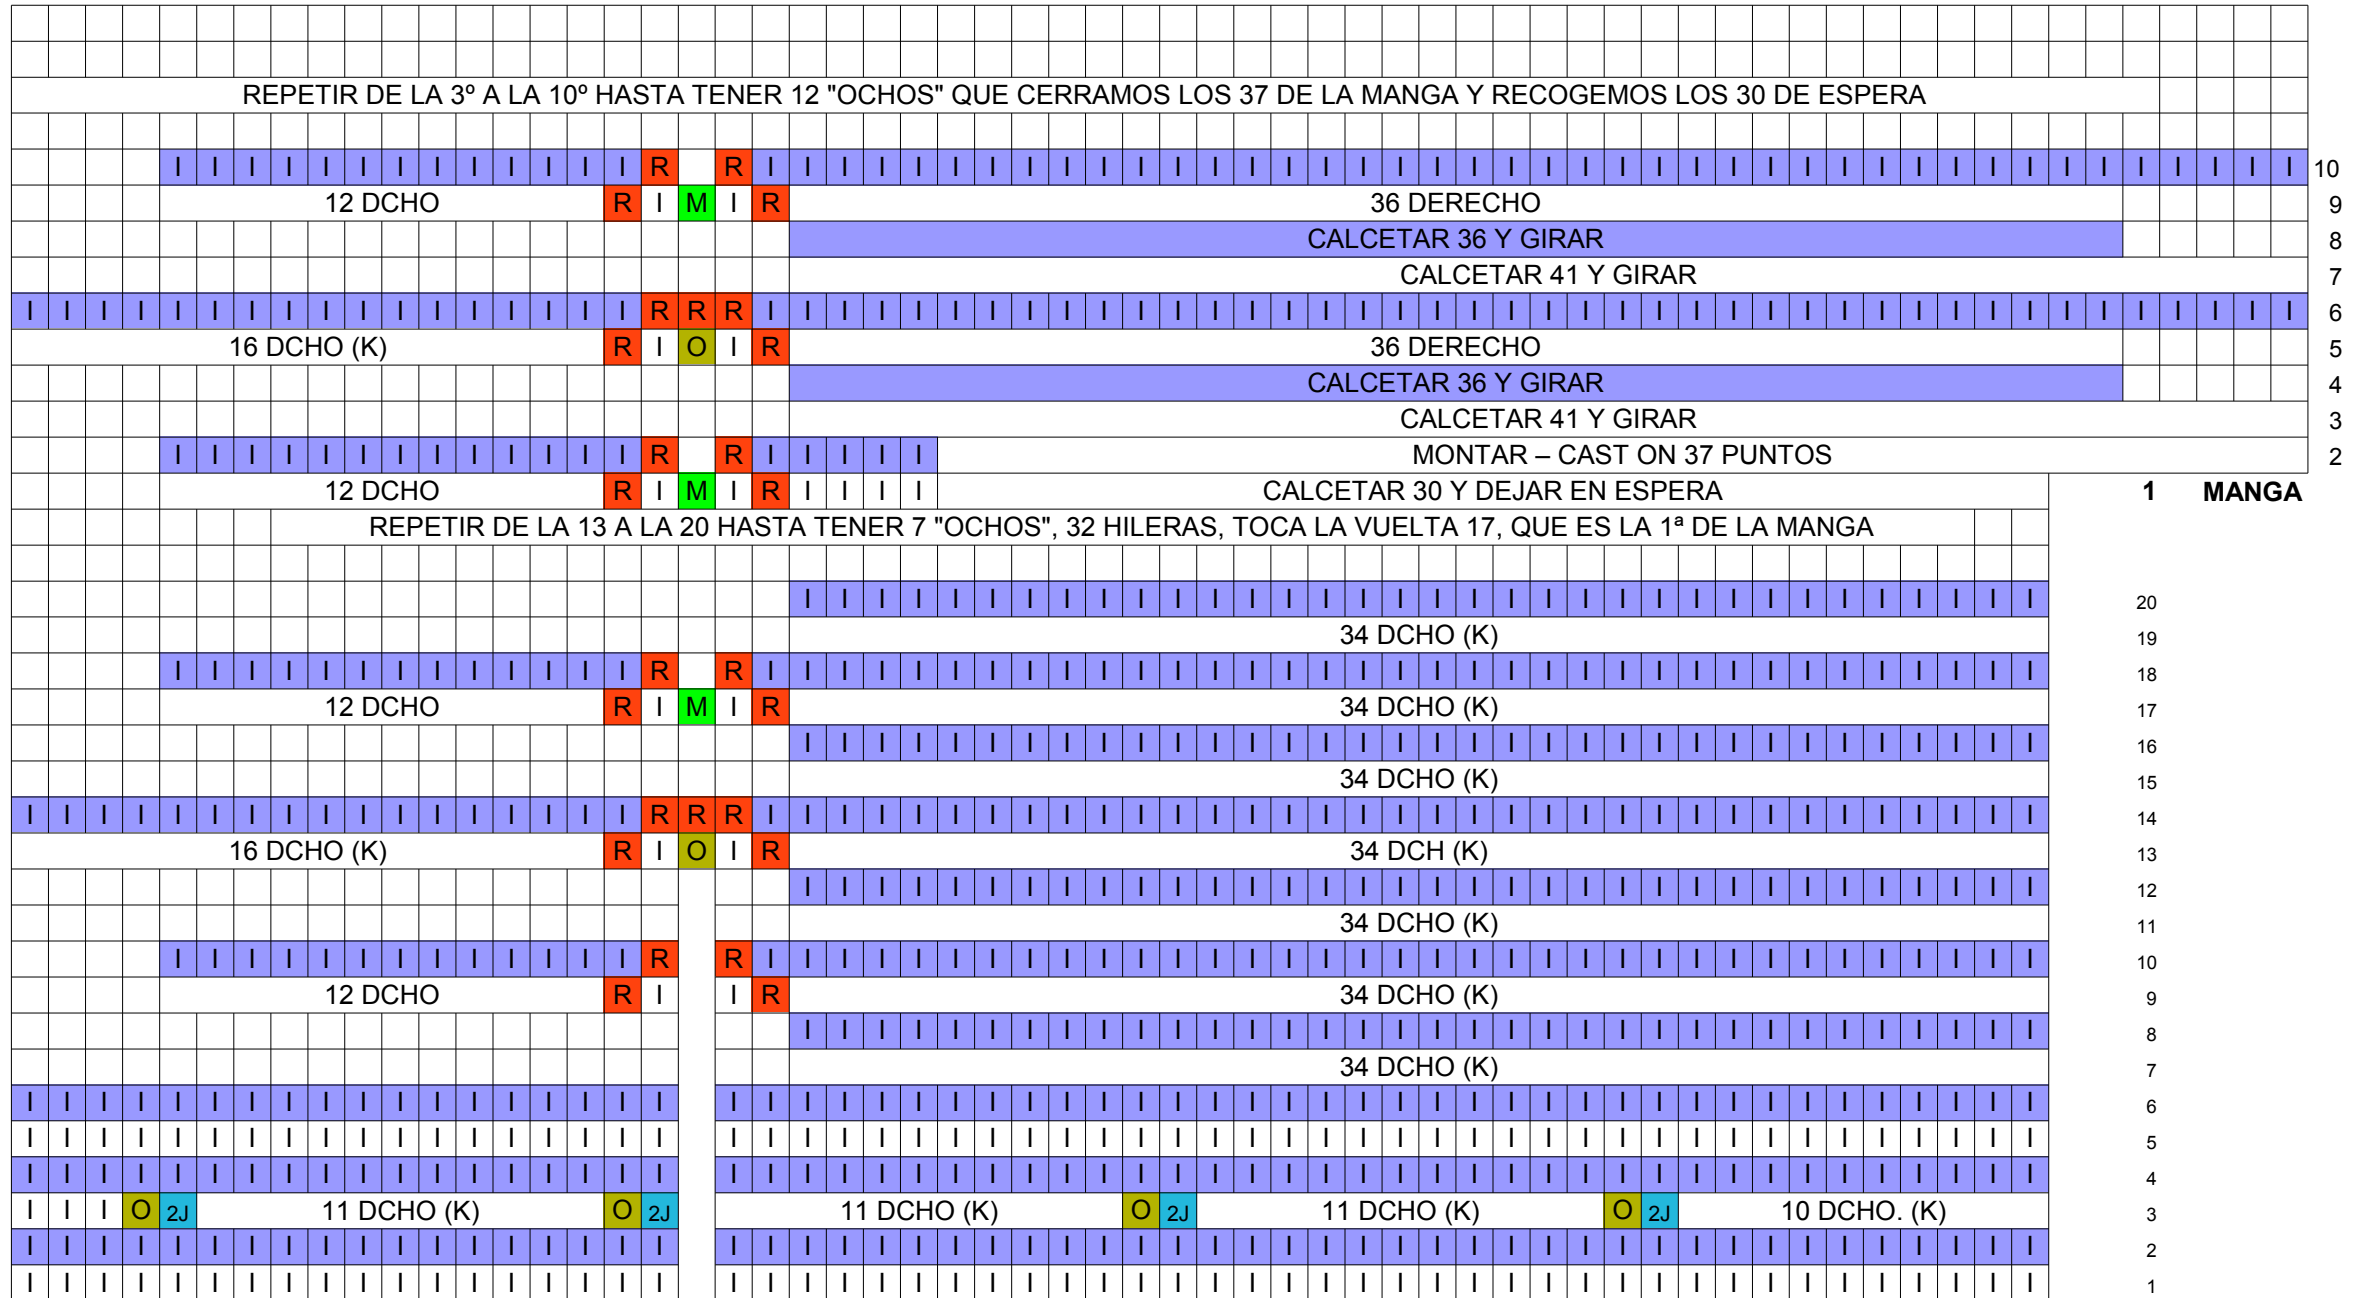 REPETIR DE LA 3º A LA 10º HASTA TENER 12 "OCHOS" QUE CERRAMOS LOS 37 DE LA MANGA Y RECOGEMOS LOS 30 DE ESPERA
I I I I I I I I I I I I I R R I I I I I I I I I I I I I I I I I I I I I I I I I I I I I I I I I I I I I I I I I I 10
12 DCHO R I M I R 36 DERECHO 9
CALCETAR 36 Y GIRAR 8
CALCETAR 41 Y GIRAR 7
I I I I I I I I I I I I I I I I I R R R I I I I I I I I I I I I I I I I I I I I I I I I I I I I I I I I I I I I I I I I I I 6
16 DCHO (K) R I O I R 36 DERECHO 5
CALCETAR 36 Y GIRAR 4
CALCETAR 41 Y GIRAR 3
I I I I I I I I I I I I I R R I I I I I MONTAR – CAST ON 37 PUNTOS 2
12 DCHO R I M I R I I I I CALCETAR 30 Y DEJAR EN ESPERA 1 MANGA
REPETIR DE LA 13 A LA 20 HASTA TENER 7 "OCHOS", 32 HILERAS, TOCA LA VUELTA 17, QUE ES LA 1ª DE LA MANGA
I I I I I I I I I I I I I I I I I I I I I I I I I I I I I I I I I I 20
34 DCHO (K) 19
I I I I I I I I I I I I I R R I I I I I I I I I I I I I I I I I I I I I I I I I I I I I I I I I I I 18
12 DCHO R I M I R 34 DCHO (K) 17
I I I I I I I I I I I I I I I I I I I I I I I I I I I I I I I I I I 16
34 DCHO (K) 15
I I I I I I I I I I I I I I I I I R R R I I I I I I I I I I I I I I I I I I I I I I I I I I I I I I I I I I I 14
16 DCHO (K) R I O I R 34 DCH (K) 13
I I I I I I I I I I I I I I I I I I I I I I I I I I I I I I I I I I 12
34 DCHO (K) 11
I I I I I I I I I I I I I R R I I I I I I I I I I I I I I I I I I I I I I I I I I I I I I I I I I I 10
12 DCHO R I I R 34 DCHO (K) 9
I I I I I I I I I I I I I I I I I I I I I I I I I I I I I I I I I I 8
34 DCHO (K) 7
I I I I I I I I I I I I I I I I I I I I I I I I I I I I I I I I I I I I I I I I I I I I I I I I I I I I I I 6
I I I I I I I I I I I I I I I I I I I I I I I I I I I I I I I I I I I I I I I I I I I I I I I I I I I I I I 5
I I I I I I I I I I I I I I I I I I I I I I I I I I I I I I I I I I I I I I I I I I I I I I I I I I I I I I 4
I I I O 2J 11 DCHO (K) O 2J 11 DCHO (K) O 2J 11 DCHO (K) O 2J 10 DCHO. (K) 3
I I I I I I I I I I I I I I I I I I I I I I I I I I I I I I I I I I I I I I I I I I I I I I I I I I I I I I 2
I I I I I I I I I I I I I I I I I I I I I I I I I I I I I I I I I I I I I I I I I I I I I I I I I I I I I I 1